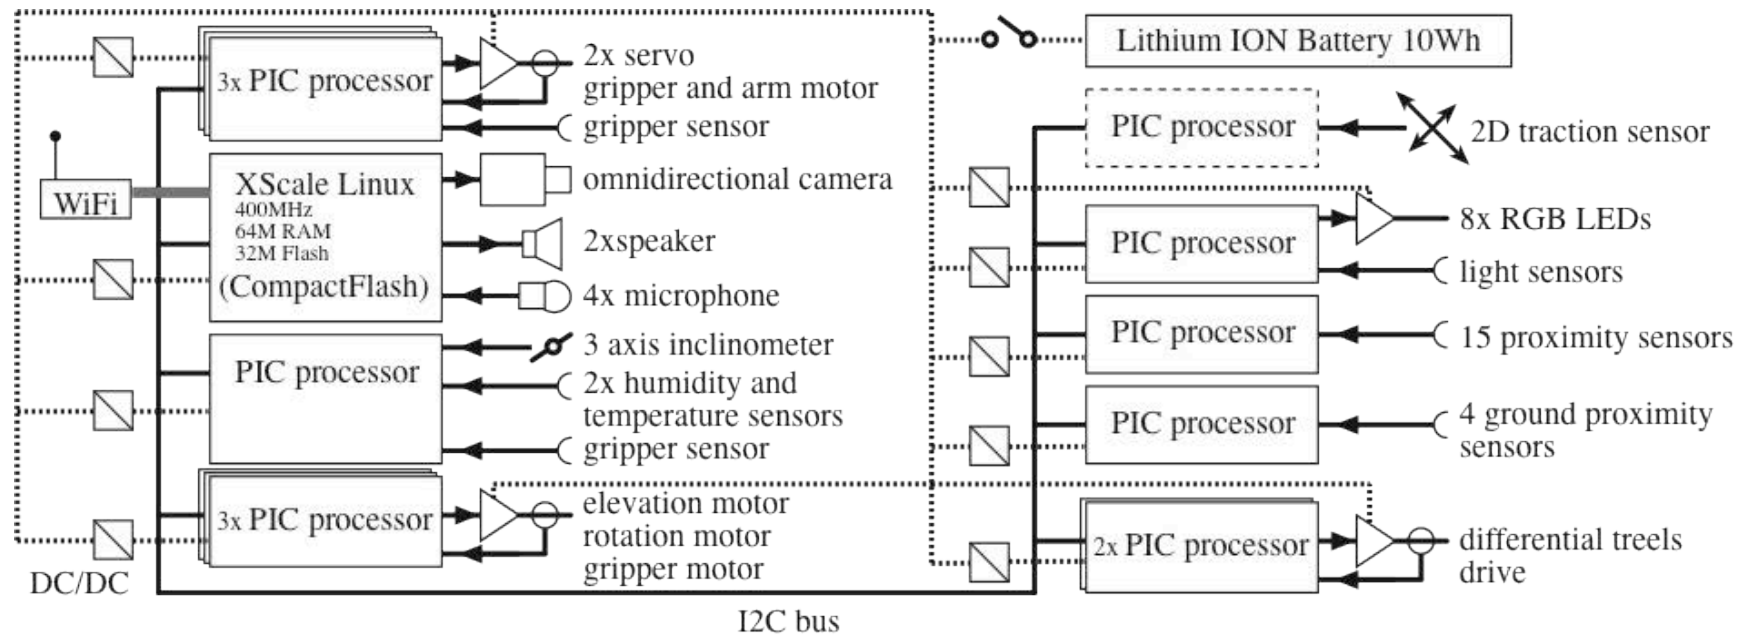 3x PIC processor
2x servo
gripper and arm motor
gripper sensor
WiFi
XScale Linux
400MHz
64M RAM
32M Flash
(CompactFlash)
omnidirectional camera
2xspeaker
4x microphone
PIC processor
3 axis inclinometer
2x humidity and
temperature sensors
gripper sensor
3x PIC processor
elevation motor
rotation motor
gripper motor
DC/DC
I2C bus
Lithium ION Battery 10Wh
PIC processor
2D traction sensor
PIC processor
8x RGB LEDs
light sensors
PIC processor
15 proximity sensors
PIC processor
4 ground proximity
sensors
2x PIC processor
differential treels
drive